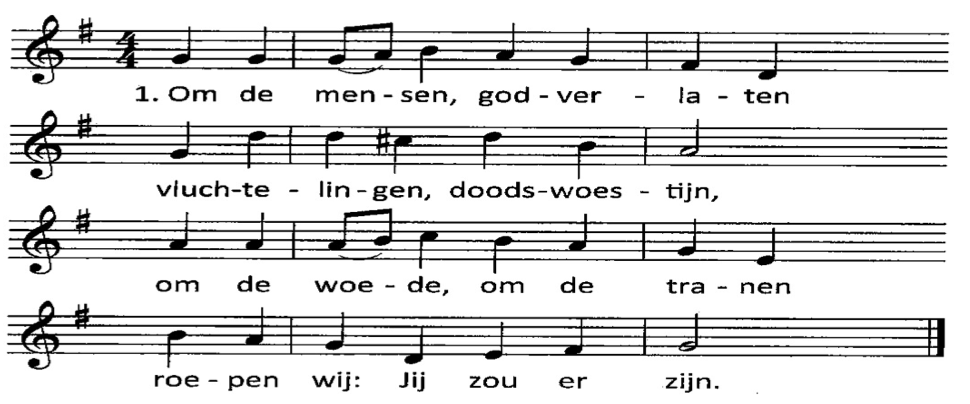 1. Om de men - sen, god - ver - la - ten
vluch-te - lin - gen, doods-woes - tijn,
om de woe - de, om de tra - nen
roe - pen wij: Jij zou er zijn.